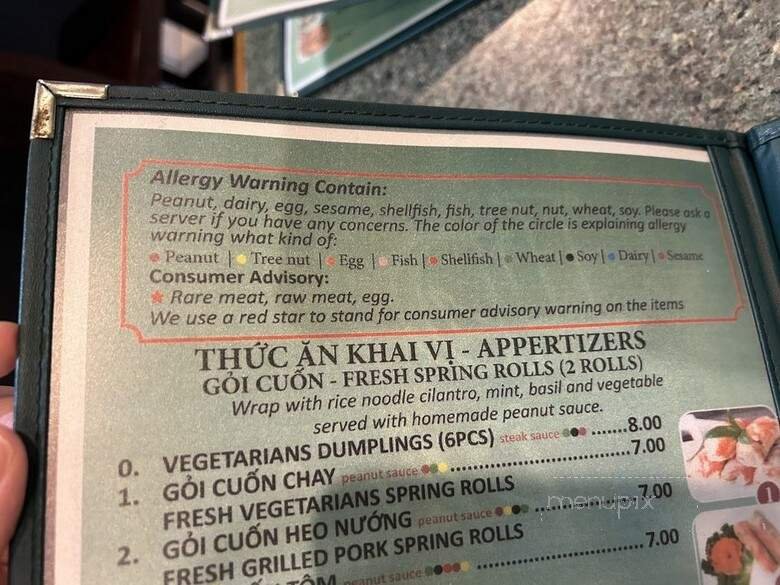 Allergy Warning Contain:
Peanut, dairy, egg, sesame, shellfish, fish, tree nut, nut, wheat, soy. Please ask a
server if you have any concerns. The color of the circle is explaining allergy
warning what kind of:
Peanut | Tree nut | Egg | Fish | Shellfish | Wheat | Soy | Dairy | Sesame
Consumer Advisory:
★ Rare meat, raw meat, egg.
We use a red star to stand for consumer advisory warning on the items
THỨC ĂN KHAI VỊ - APPERTIZERS
GỎI CUỐN - FRESH SPRING ROLLS (2 ROLLS)
Wrap with rice noodle cilantro, mint, basil and vegetable
served with homemade peanut sauce.
0. VEGETARIANS DUMPLINGS (6PCS) steak sauce .......8.00
1. GỎI CUỐN CHAY peanut sauce ........7.00
FRESH VEGETARIANS SPRING ROLLS
2. GỎI CUỐN HEO NƯỚNG peanut sauce ........7.00
FRESH GRILLED PORK SPRING ROLLS
TÔM peanut sauce ........7.00
1
menupix